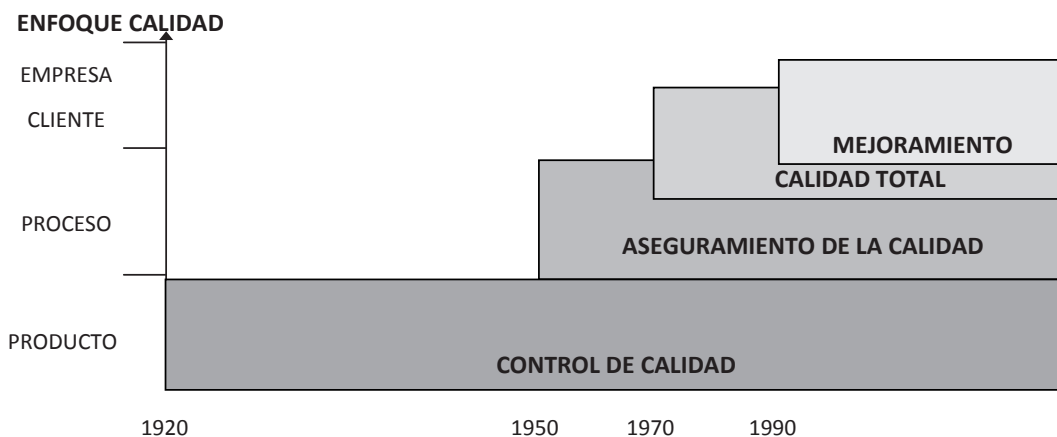 ENFOQUE CALIDAD
EMPRESA
CLIENTE
MEJORAMIENTO
CALIDAD TOTAL
PROCESO
ASEGURAMIENTO DE LA CALIDAD
PRODUCTO
CONTROL DE CALIDAD
1920 1950 1970 1990